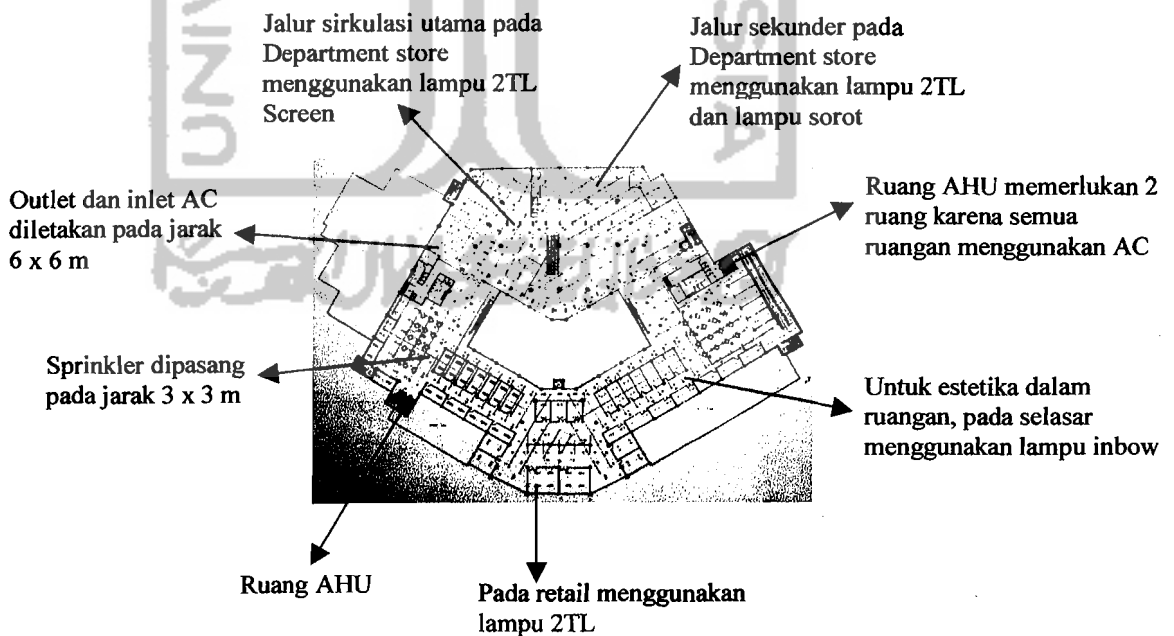 Jalur sirkulasi utama pada
Department store
menggunakan lampu 2TL
Screen
Jalur sekunder pada
Department store
menggunakan lampu 2TL
dan lampu sorot
Outlet dan inlet AC
diletakan pada jarak
6 x 6 m
Ruang AHU memerlukan 2
ruang karena semua
ruangan menggunakan AC
Sprinkler dipasang
pada jarak 3 x 3 m
Untuk estetika dalam
ruangan, pada selasar
menggunakan lampu inbow
Ruang AHU
Pada retail menggunakan
lampu 2TL